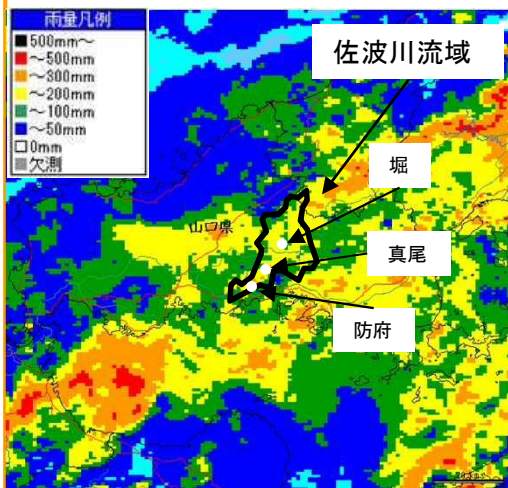 雨量凡例
500mm～
～500mm
～300mm
～200mm
～100mm
～50mm
0mm
欠測
佐波川流域
堀
山口県
真尾
防府